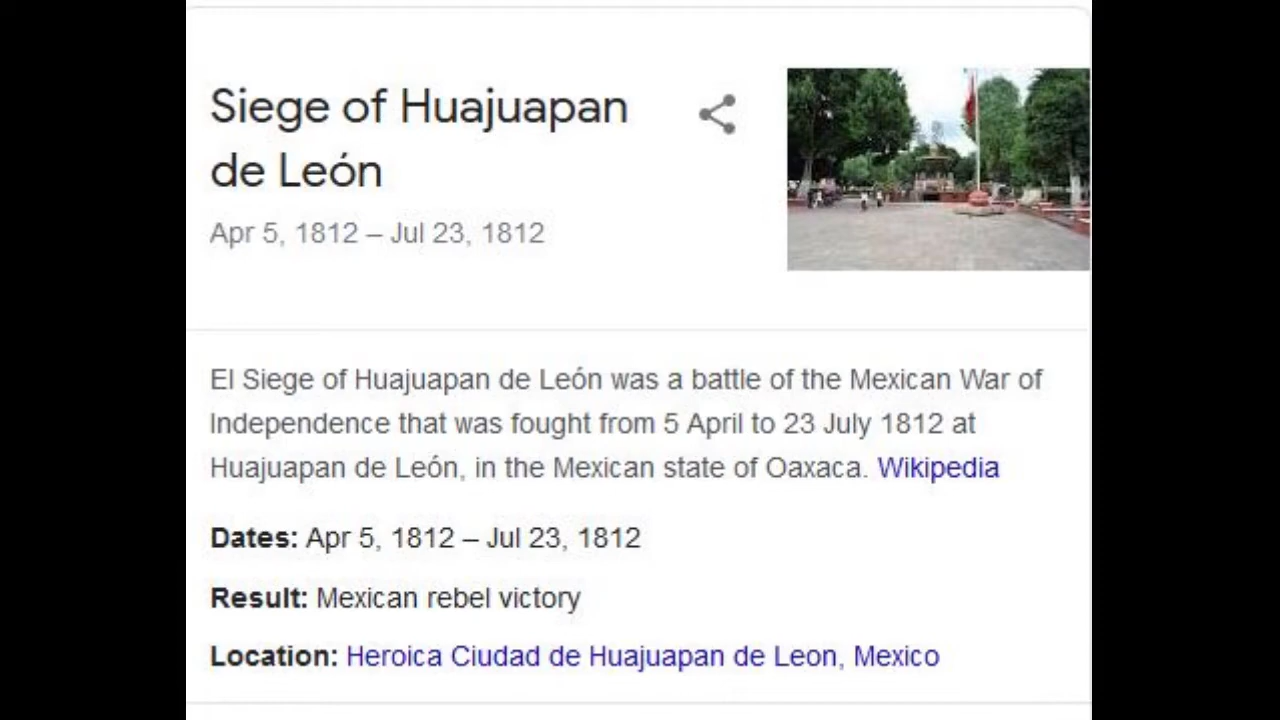 Siege of Huajuapan
de León
Apr 5, 1812 – Jul 23, 1812
El Siege of Huajuapan de León was a battle of the Mexican War of
Independence that was fought from 5 April to 23 July 1812 at
Huajuapan de León, in the Mexican state of Oaxaca. Wikipedia
Dates: Apr 5, 1812 – Jul 23, 1812
Result: Mexican rebel victory
Location: Heroica Ciudad de Huajuapan de Leon, Mexico